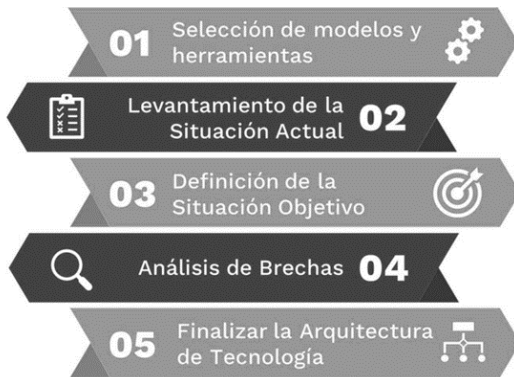 01 Selección de modelos y
herramientas
Levantamiento de la
Situación Actual 02
03 Definición de la
Situación Objetivo
Análisis de Brechas 04
05 Finalizar la Arquitectura
de Tecnología